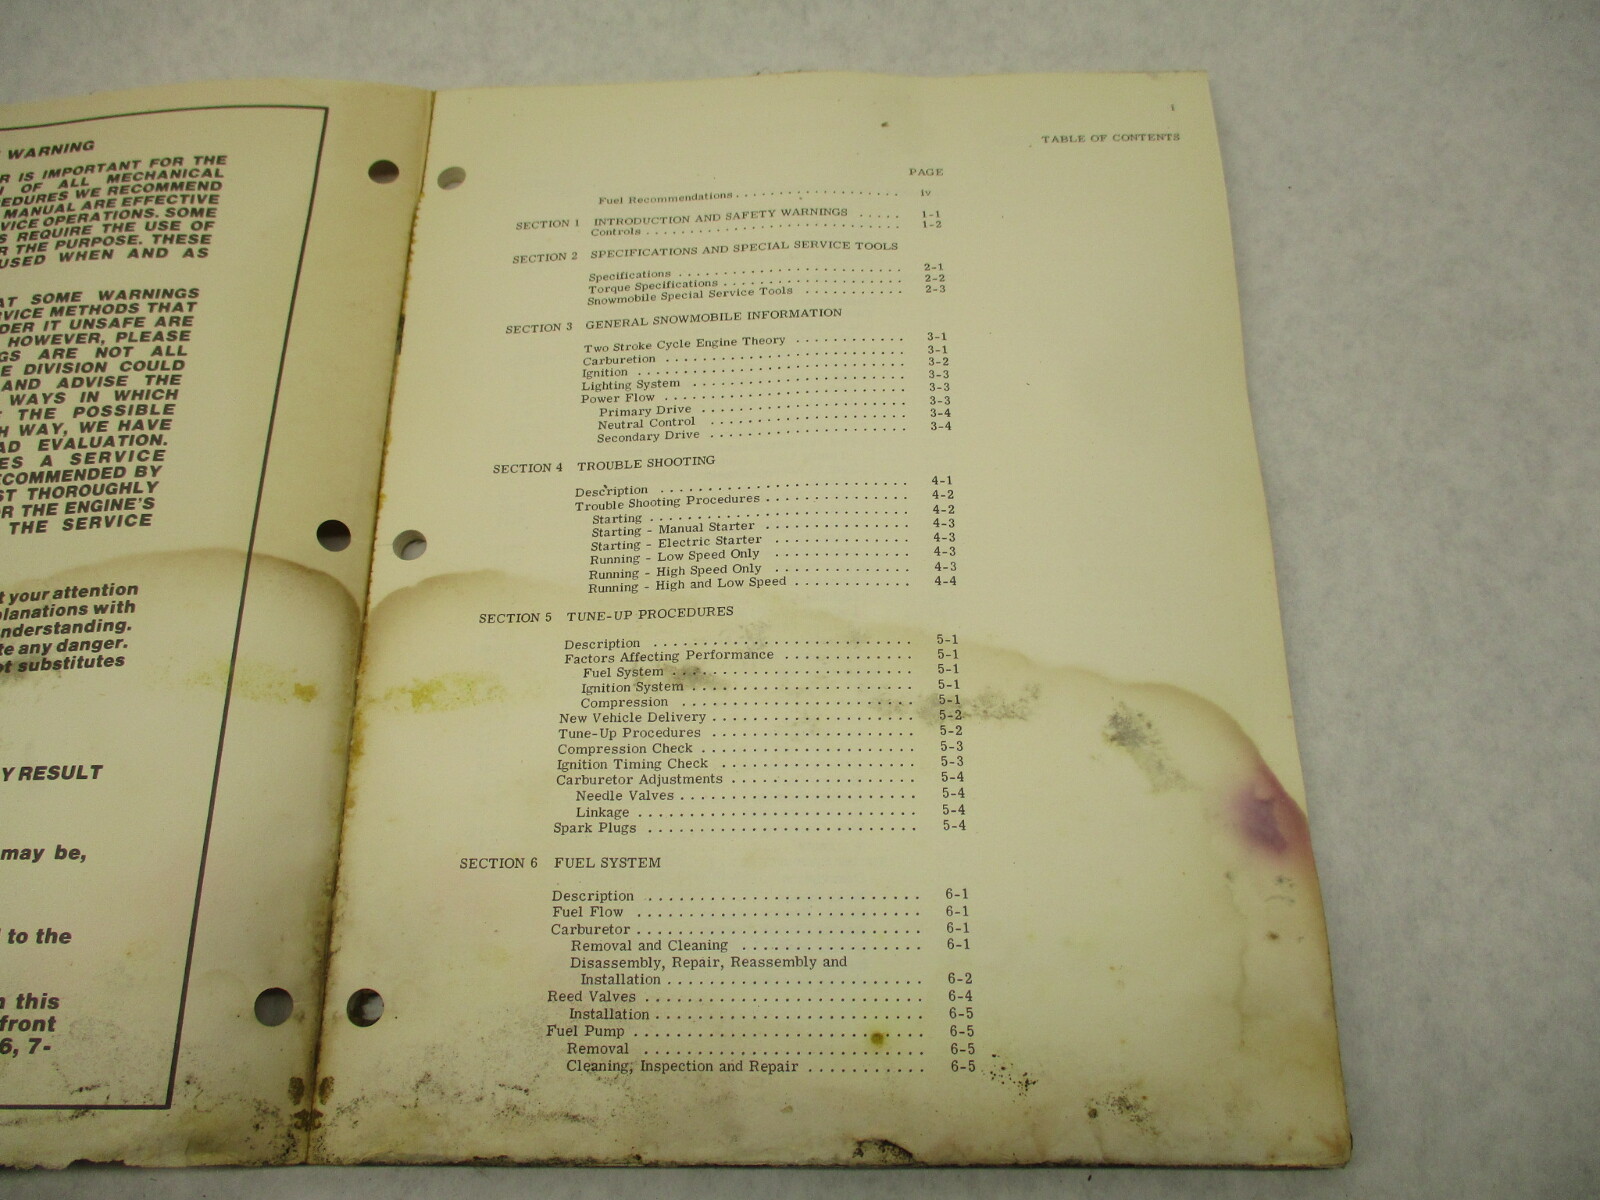 WARNING
R IS IMPORTANT FOR THE
OF ALL MECHANICAL
EDURES WE RECOMMEND
MANUAL ARE EFFECTIVE
VICE OPERATIONS. SOME
S REQUIRE THE USE OF
R THE PURPOSE. THESE
USED WHEN AND AS
AT SOME WARNINGS
VICE METHODS THAT
DER IT UNSAFE ARE
HOWEVER, PLEASE
GS ARE NOT ALL
E DIVISION COULD
AND ADVISE THE
WAYS IN WHICH
THE POSSIBLE
H WAY, WE HAVE
AD EVALUATION.
ES A SERVICE
COMMENDED BY
ST THOROUGHLY
R THE ENGINE'S
THE SERVICE
t your attention
planations with
nderstanding.
te any danger.
ot substitutes
Y RESULT
may be,
to the
n this
front
6, 7-
i
TABLE OF CONTENTS
PAGE
Fuel Recommendations . . . . . . . . . . . . . . . . . . . iv
SECTION 1 INTRODUCTION AND SAFETY WARNINGS . . . . . 1-1
Controls . . . . . . . . . . . . . . . . . . . . . . . . . . . . 1-2
SECTION 2 SPECIFICATIONS AND SPECIAL SERVICE TOOLS
Specifications . . . . . . . . . . . . . . . . . . . . . . . . 2-1
Torque Specifications . . . . . . . . . . . . . . . . . . . . 2-2
Snowmobile Special Service Tools . . . . . . . . . . . 2-3
SECTION 3 GENERAL SNOWMOBILE INFORMATION
Two Stroke Cycle Engine Theory . . . . . . . . . . . . 3-1
Carburetion . . . . . . . . . . . . . . . . . . . . . . . . . . 3-1
Ignition . . . . . . . . . . . . . . . . . . . . . . . . . . . . . 3-2
Lighting System . . . . . . . . . . . . . . . . . . . . . . . 3-3
Power Flow . . . . . . . . . . . . . . . . . . . . . . . . . . 3-3
Primary Drive . . . . . . . . . . . . . . . . . . . . . . 3-3
Neutral Control . . . . . . . . . . . . . . . . . . . . . 3-4
Secondary Drive . . . . . . . . . . . . . . . . . . . . . 3-4
SECTION 4 TROUBLE SHOOTING
Description . . . . . . . . . . . . . . . . . . . . . . . . . . 4-1
Trouble Shooting Procedures . . . . . . . . . . . . . . . 4-2
Starting . . . . . . . . . . . . . . . . . . . . . . . . . . . 4-2
Starting - Manual Starter . . . . . . . . . . . . . . . 4-3
Starting - Electric Starter . . . . . . . . . . . . . . 4-3
Running - Low Speed Only . . . . . . . . . . . . . . 4-3
Running - High Speed Only . . . . . . . . . . . . . . 4-3
Running - High and Low Speed . . . . . . . . . . . . 4-4
SECTION 5 TUNE-UP PROCEDURES
Description . . . . . . . . . . . . . . . . . . . . . . . . . . 5-1
Factors Affecting Performance . . . . . . . . . . . . . 5-1
Fuel System . . . . . . . . . . . . . . . . . . . . . . . . 5-1
Ignition System . . . . . . . . . . . . . . . . . . . . . . 5-1
Compression . . . . . . . . . . . . . . . . . . . . . . . 5-1
New Vehicle Delivery . . . . . . . . . . . . . . . . . . . . 5-2
Tune-Up Procedures . . . . . . . . . . . . . . . . . . . . 5-2
Compression Check . . . . . . . . . . . . . . . . . . . . . 5-3
Ignition Timing Check . . . . . . . . . . . . . . . . . . . 5-3
Carburetor Adjustments . . . . . . . . . . . . . . . . . . 5-4
Needle Valves . . . . . . . . . . . . . . . . . . . . . . . 5-4
Linkage . . . . . . . . . . . . . . . . . . . . . . . . . . . 5-4
Spark Plugs . . . . . . . . . . . . . . . . . . . . . . . . . . 5-4
SECTION 6 FUEL SYSTEM
Description . . . . . . . . . . . . . . . . . . . . . . . . . . 6-1
Fuel Flow . . . . . . . . . . . . . . . . . . . . . . . . . . . 6-1
Carburetor . . . . . . . . . . . . . . . . . . . . . . . . . . . 6-1
Removal and Cleaning . . . . . . . . . . . . . . . . . 6-1
Disassembly, Repair, Reassembly and
Installation . . . . . . . . . . . . . . . . . . . . . . . . 6-2
Reed Valves . . . . . . . . . . . . . . . . . . . . . . . . . . 6-4
Installation . . . . . . . . . . . . . . . . . . . . . . . . . 6-5
Fuel Pump . . . . . . . . . . . . . . . . . . . . . . . . . . . 6-5
Removal . . . . . . . . . . . . . . . . . . . . . . . . . . 6-5
Cleaning, Inspection and Repair . . . . . . . . . . . 6-5